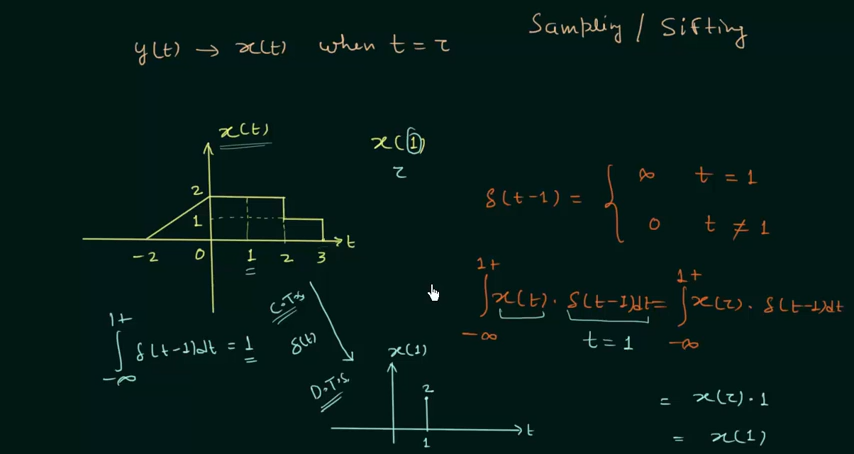 Sampling / Sifting
y(t) → x(t) when t = τ
x(t)
2
1
-2 0 1 2 3 t
x(1)
τ
δ(t-1) = { ∞ t = 1
0 t ≠ 1
1+
∫ x(t) · δ(t-1)dt = ∫ x(τ) · δ(t-1)dt
-∞
t = 1
1+
-∞
= x(τ) · 1
= x(1)
1+
∫ δ(t-1)dt = 1
-∞
C.T.S
δ(t)
D.T.S
x(1)
2
1
t